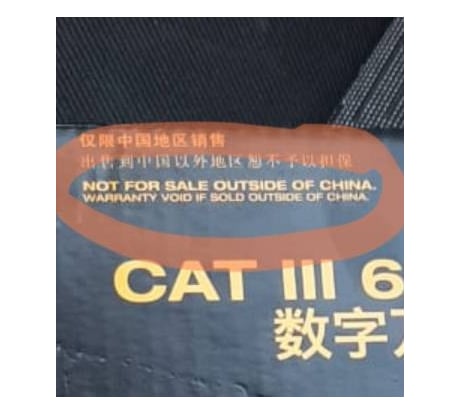 仅限中国地区销售
出售到中国以外地区恕不予以担保
NOT FOR SALE OUTSIDE OF CHINA.
WARRANTY VOID IF SOLD OUTSIDE OF CHINA.
CAT III 6
数字